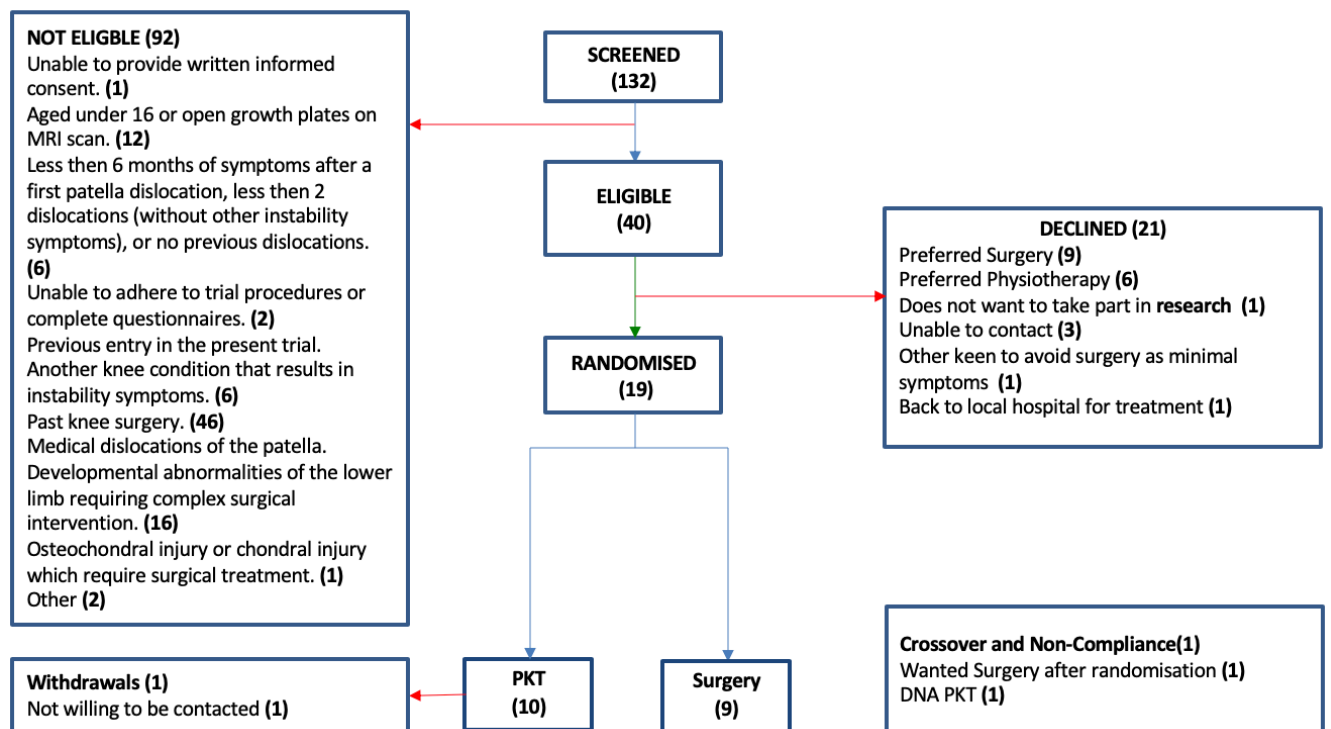 NOT ELIGBLE (92)
Unable to provide written informed
consent. (1)
Aged under 16 or open growth plates on
MRI scan. (12)
Less then 6 months of symptoms after a
first patella dislocation, less then 2
dislocations (without other instability
symptoms), or no previous dislocations.
(6)
Unable to adhere to trial procedures or
complete questionnaires. (2)
Previous entry in the present trial.
Another knee condition that results in
instability symptoms. (6)
Past knee surgery. (46)
Medical dislocations of the patella.
Developmental abnormalities of the lower
limb requiring complex surgical
intervention. (16)
Osteochondral injury or chondral injury
which require surgical treatment. (1)
Other (2)
SCREENED
(132)
ELIGIBLE
(40)
DECLINED (21)
Preferred Surgery (9)
Preferred Physiotherapy (6)
Does not want to take part in research (1)
Unable to contact (3)
Other keen to avoid surgery as minimal
symptoms (1)
Back to local hospital for treatment (1)
RANDOMISED
(19)
Withdrawals (1)
Not willing to be contacted (1)
PKT
(10)
Surgery
(9)
Crossover and Non-Compliance(1)
Wanted Surgery after randomisation (1)
DNA PKT (1)